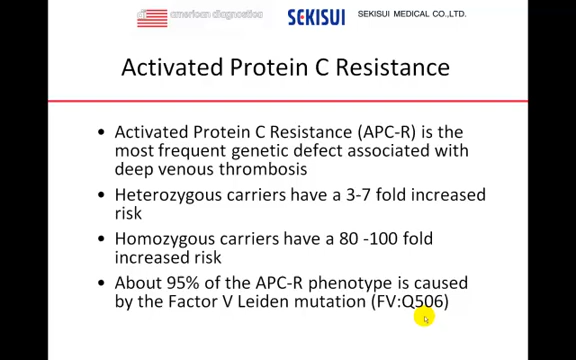 american diagnostica
SEKISUI
SEKISUI MEDICAL CO.,LTD.
Activated Protein C Resistance
• Activated Protein C Resistance (APC-R) is the
most frequent genetic defect associated with
deep venous thrombosis
• Heterozygous carriers have a 3-7 fold increased
risk
• Homozygous carriers have a 80 -100 fold
increased risk
• About 95% of the APC-R phenotype is caused
by the Factor V Leiden mutation (FV:Q506)